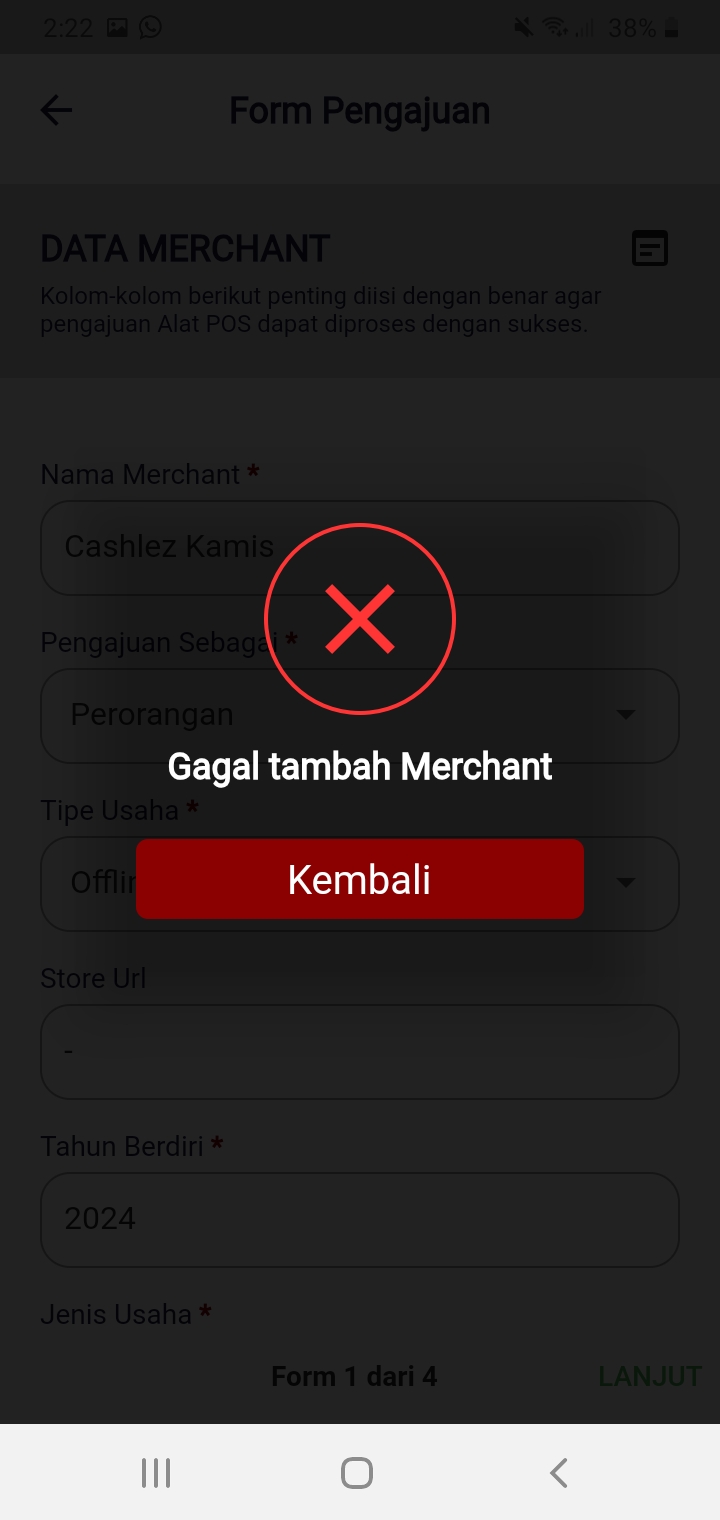 2:22
38%
Form Pengajuan
DATA MERCHANT
Kolom-kolom berikut penting diisi dengan benar agar
pengajuan Alat POS dapat diproses dengan sukses.
Nama Merchant *
Cashlez Kamis
Pengajuan Sebagai *
Perorangan
Gagal tambah Merchant
Tipe Usaha *
Kembali
Store Url
-
Tahun Berdiri *
2024
Jenis Usaha *
Form 1 dari 4
LANJUT